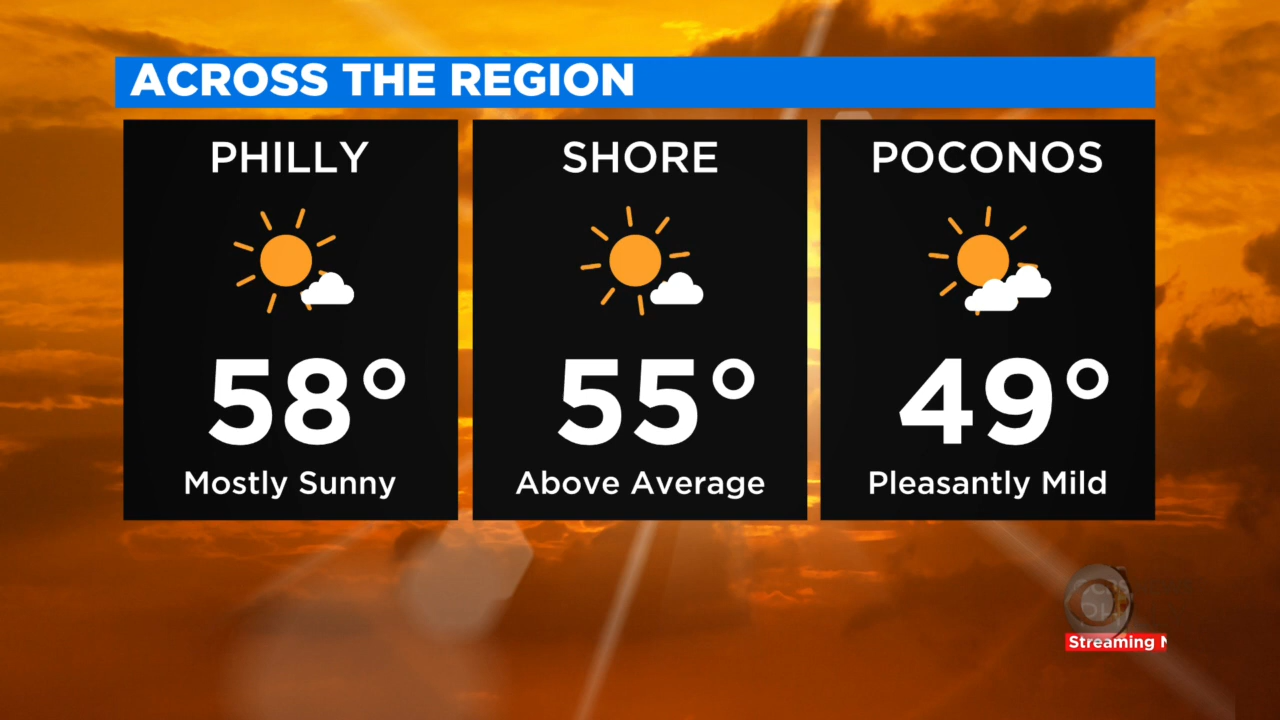 ACROSS THE REGION
PHILLY
58°
Mostly Sunny
SHORE
55°
Above Average
POCONOS
49°
Pleasantly Mild
Streaming